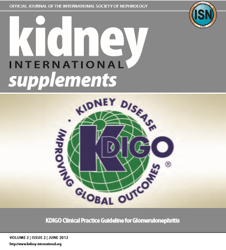 OFFICIAL JOURNAL OF THE INTERNATIONAL SOCIETY OF NEPHROLOGY
ISN
kidney
INTERNATIONAL
supplements
KIDNEY DISEASE
KDIGO
IMPROVING GLOBAL OUTCOMES
®
KDIGO Clinical Practice Guideline for Glomerulonephritis
VOLUME 2 | ISSUE 2 | JUNE 2012
http://www.kidney-international.org